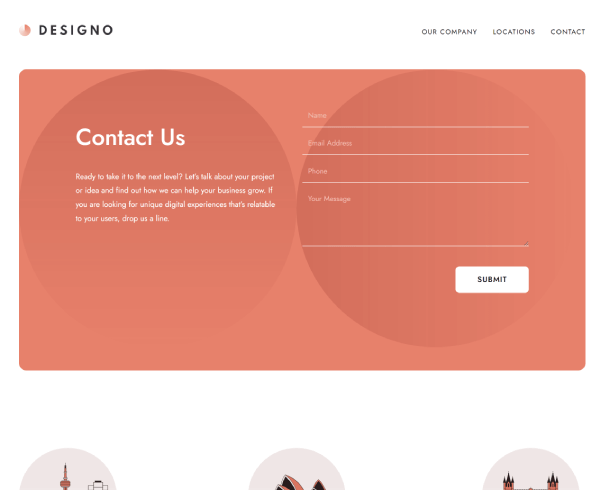 DESIGNO
OUR COMPANY LOCATIONS CONTACT
Contact Us
Ready to take it to the next level? Let's talk about your project
or idea and find out how we can help your business grow. If
you are looking for unique digital experiences that's relatable
to your users, drop us a line.
Name
Email Address
Phone
Your Message
SUBMIT